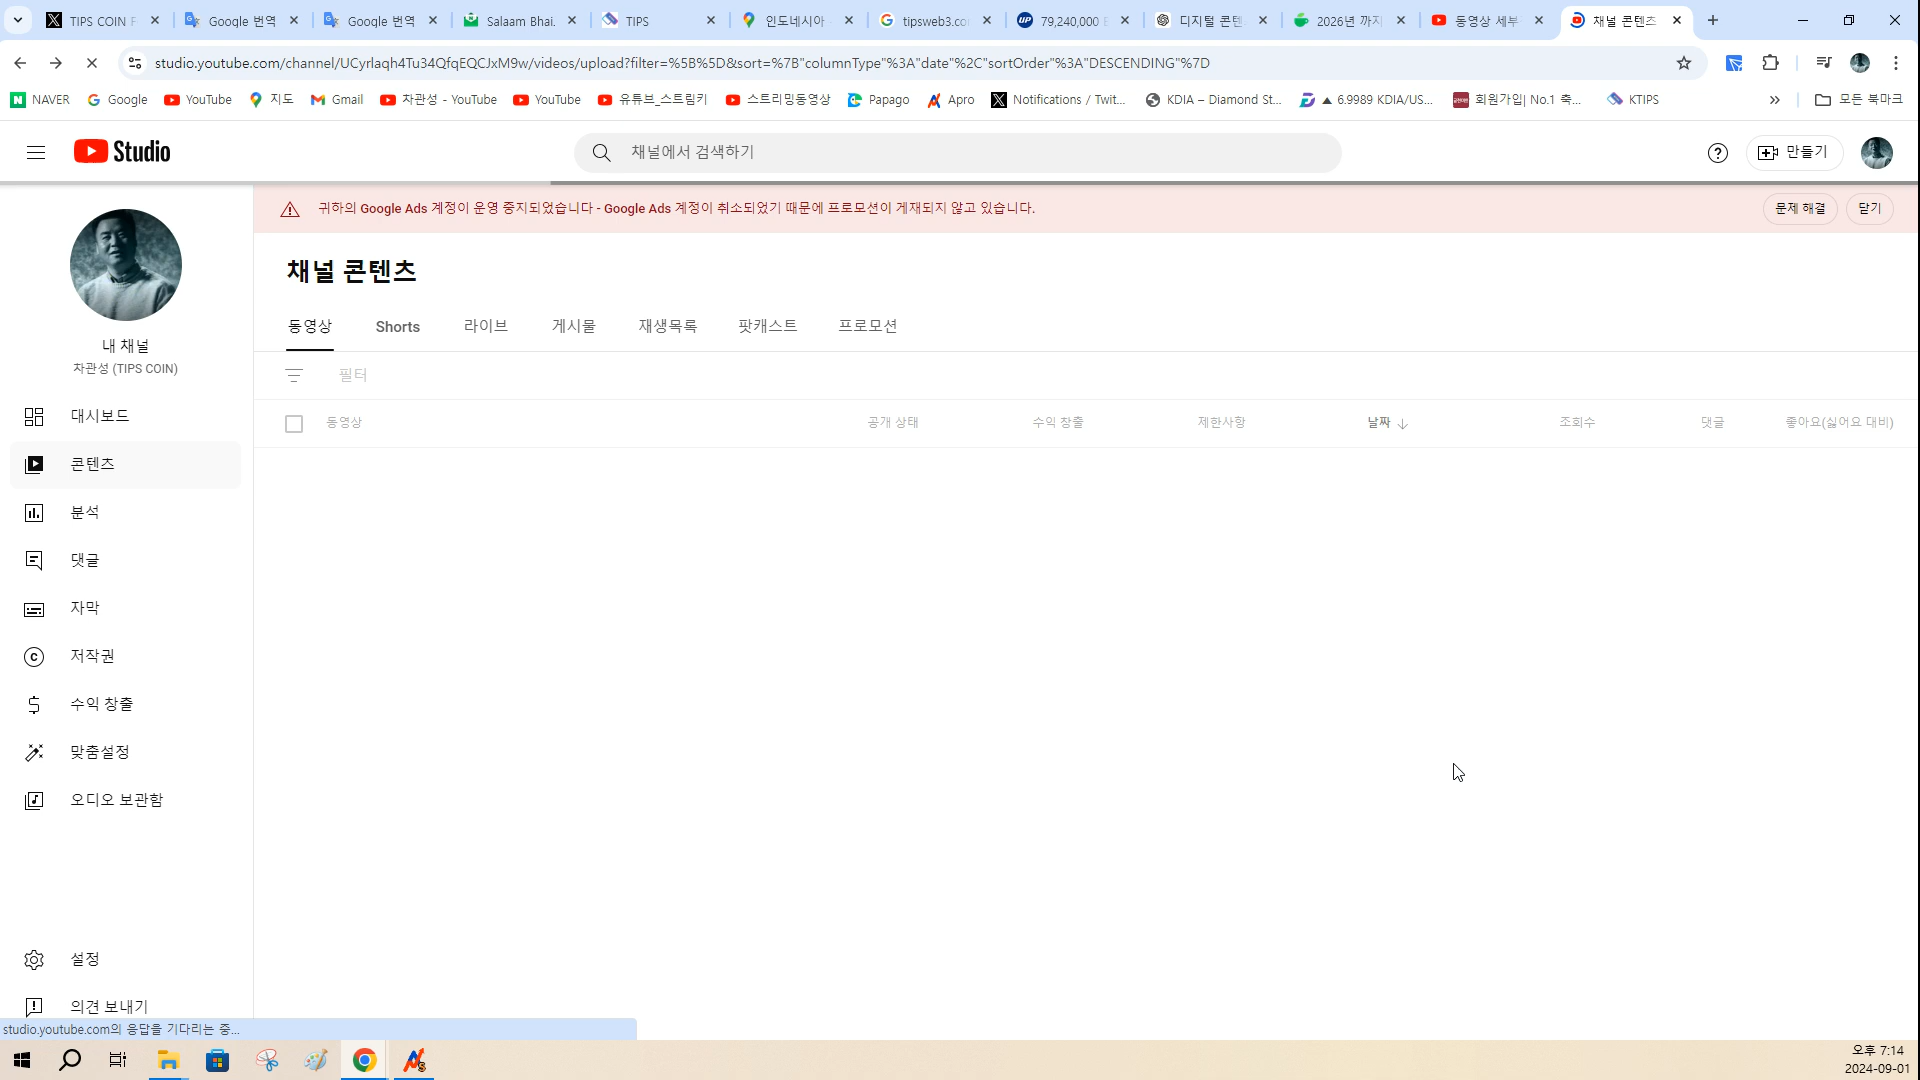 TIPS COIN F
Google 번역
Google 번역
Salaam Bhai.
TIPS
인도네시아
tipsweb3.co
79,240,000
디지털 콘텐
2026년 까지
동영상 세부
채널 콘텐츠
studio.youtube.com/channel/UCyrlaqh4Tu34QfqEQCJxM9w/videos/upload?filter=%5B%5D&sort=%7B"columnType"%3A"date"%2C"sortOrder"%3A"DESCENDING"%7D
NAVER
Google
YouTube
지도
Gmail
차관성 - YouTube
YouTube
유튜브_스트림키
스트리밍동영상
Papago
Apro
Notifications / Twit...
KDIA – Diamond St...
▲ 6.9989 KDIA/US...
회원가입| No.1 축...
KTIPS
모든 북마크
Studio
채널에서 검색하기
만들기
귀하의 Google Ads 계정이 운영 중지되었습니다 - Google Ads 계정이 취소되었기 때문에 프로모션이 게재되지 않고 있습니다.
문제 해결
닫기
내 채널
차관성 (TIPS COIN)
대시보드
콘텐츠
분석
댓글
자막
저작권
수익 창출
맞춤설정
오디오 보관함
설정
의견 보내기
채널 콘텐츠
동영상
Shorts
라이브
게시물
재생목록
팟캐스트
프로모션
필터
동영상
공개 상태
수익 창출
제한사항
날짜
조회수
댓글
좋아요(싫어요 대비)
studio.youtube.com의 응답을 기다리는 중...
오후 7:14
2024-09-01